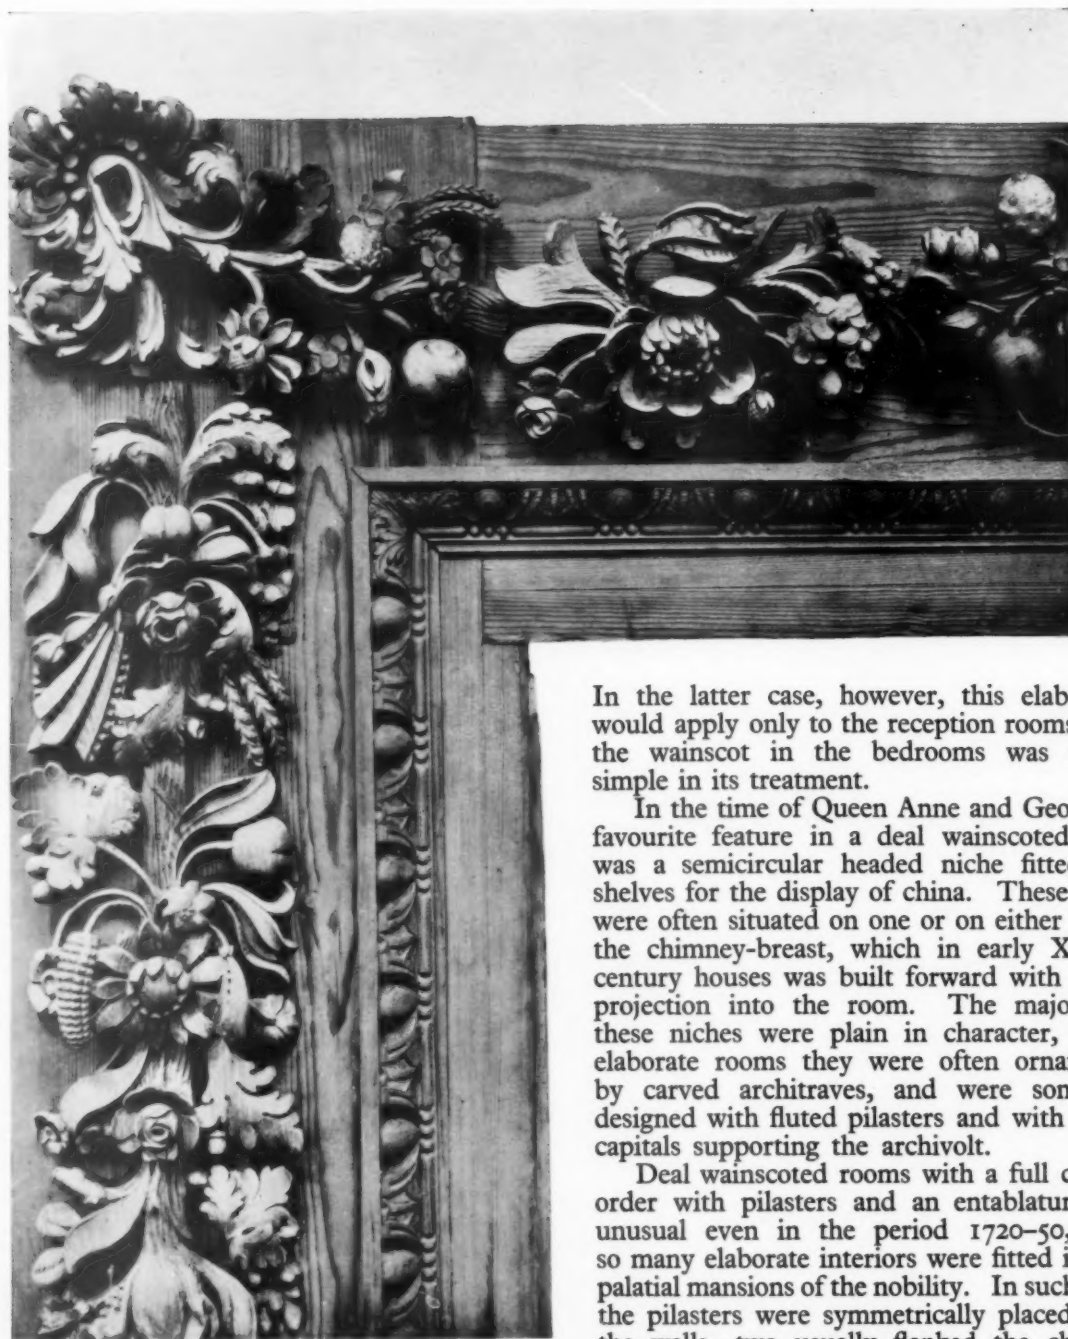 In the latter case, however, this elab
would apply only to the reception rooms
the wainscot in the bedrooms was
simple in its treatment.
In the time of Queen Anne and Geo
favourite feature in a deal wainscoted
was a semicircular headed niche fitte
shelves for the display of china. These
were often situated on one or on either
the chimney-breast, which in early X
century houses was built forward with
projection into the room. The majo
these niches were plain in character,
elaborate rooms they were often orna
by carved architraves, and were som
designed with fluted pilasters and with
capitals supporting the archivolt.
Deal wainscoted rooms with a full c
order with pilasters and an entablatur
unusual even in the period 1720–50,
so many elaborate interiors were fitted i
palatial mansions of the nobility. In such
the pilasters were symmetrically placed
the walls, two usually flanked the